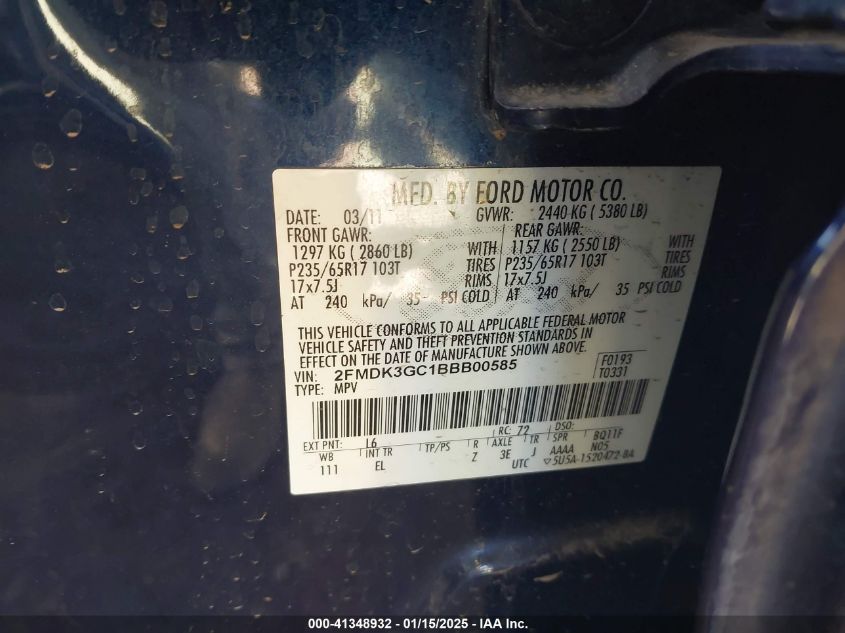 MFD. BY FORD MOTOR CO.
DATE: 03/11 GVWR: 2440 KG ( 5380 LB)
FRONT GAWR: REAR GAWR:
1297 KG ( 2860 LB) WITH 1157 KG ( 2550 LB) WITH
P235/65R17 103T TIRES P235/65R17 103T TIRES
17x7.5J RIMS 17x7.5J RIMS
AT 240 kPa/ 35 PSI COLD AT 240 kPa/ 35 PSI COLD
THIS VEHICLE CONFORMS TO ALL APPLICABLE FEDERAL MOTOR
VEHICLE SAFETY AND THEFT PREVENTION STANDARDS IN
EFFECT ON THE DATE OF MANUFACTURE SHOWN ABOVE.
VIN: 2FMDK3GC1BBB00585 F0193
TYPE: MPV T0331
EXT PNT: L6 RC: 72 DSO:
WB INT TR TP/PS R AXLE TR SPR BQ11F
111 EL Z 3E J AAAA N05
UTC ▽5U5A-1520472-BA
000-41348932 - 01/15/2025 - IAA Inc.